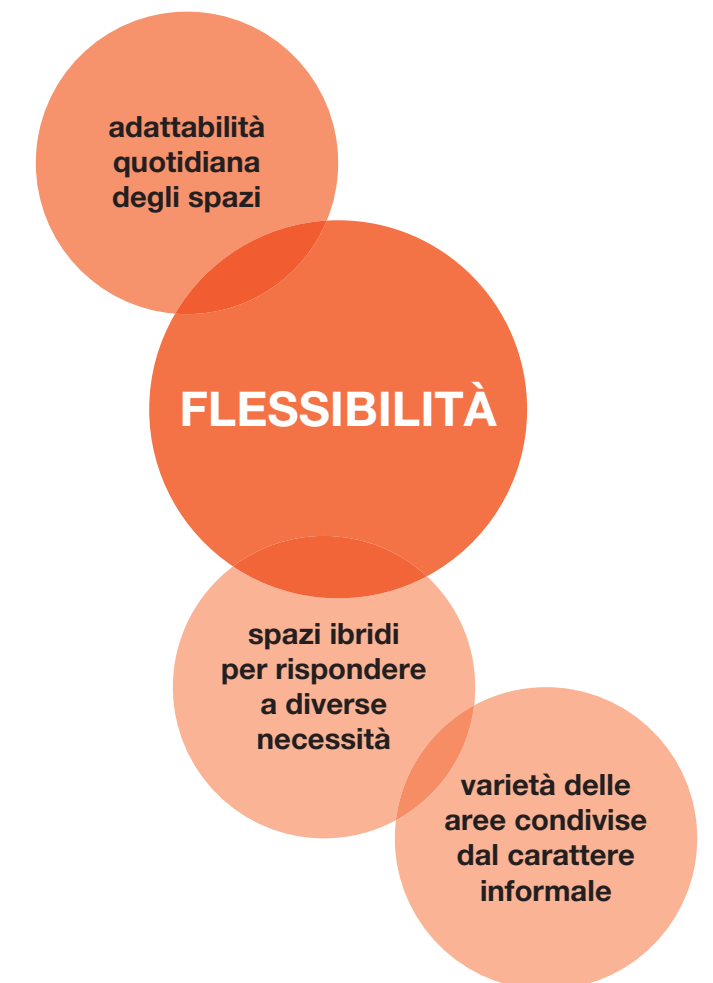 adattabilità
quotidiana
degli spazi
FLESSIBILITÀ
spazi ibridi
per rispondere
a diverse
necessità
varietà delle
aree condivise
dal carattere
informale